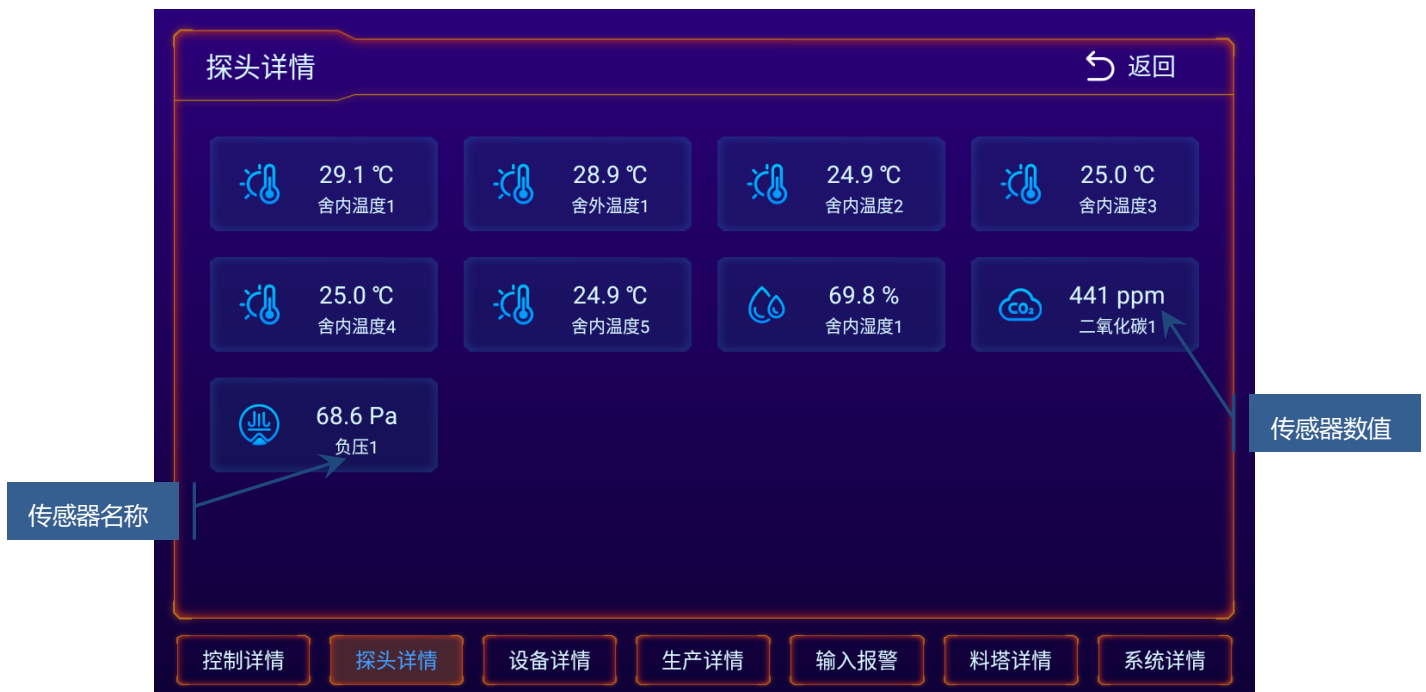 探头详情
返回
29.1 ℃
舍内温度1
28.9 ℃
舍外温度1
24.9 ℃
舍内温度2
25.0 ℃
舍内温度3
25.0 ℃
舍内温度4
24.9 ℃
舍内温度5
69.8 %
舍内湿度1
CO₂
441 ppm
二氧化碳1
68.6 Pa
负压1
传感器数值
传感器名称
控制详情
探头详情
设备详情
生产详情
输入报警
料塔详情
系统详情